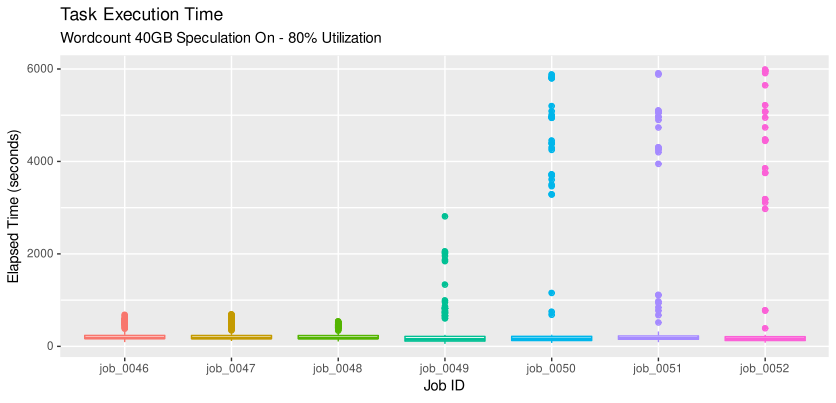 Task Execution Time
Wordcount 40GB Speculation On - 80% Utilization
Elapsed Time (seconds)
6000
4000
2000
0
job_0046 job_0047 job_0048 job_0049 job_0050 job_0051 job_0052
Job ID